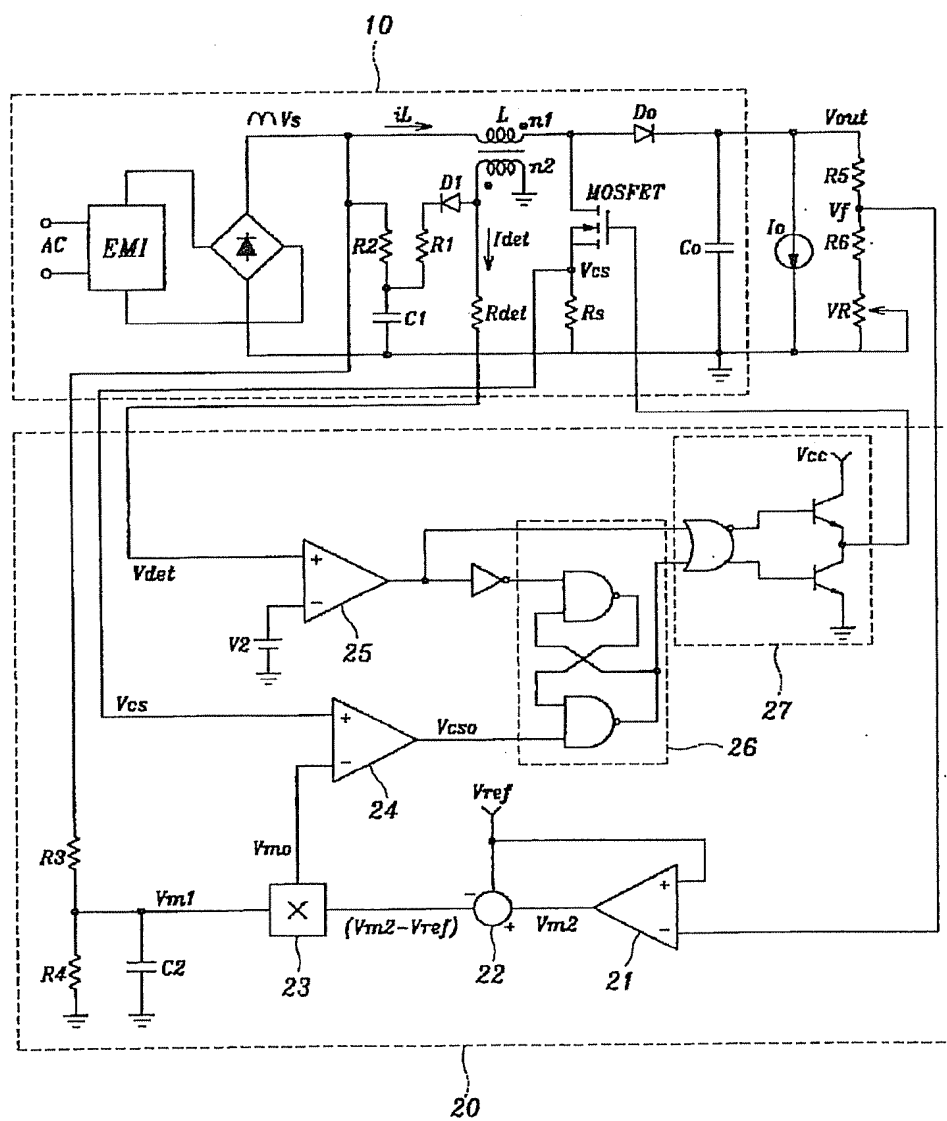 10
Vs
iL
L
n1
Do
Vout
n2
R5
D1
MOSFET
Vf
AC
EMI
R2
R1
Idet
Co
Io
R6
Vcs
C1
Rdet
Rs
VR
Vcc
Vdet
+
−
V2
25
27
Vcs
+
−
Vcso
26
24
Vref
R3
Vmo
Vm1
×
−
+
(Vm2-Vref)
Vm2
+
−
R4
C2
23
22
21
20